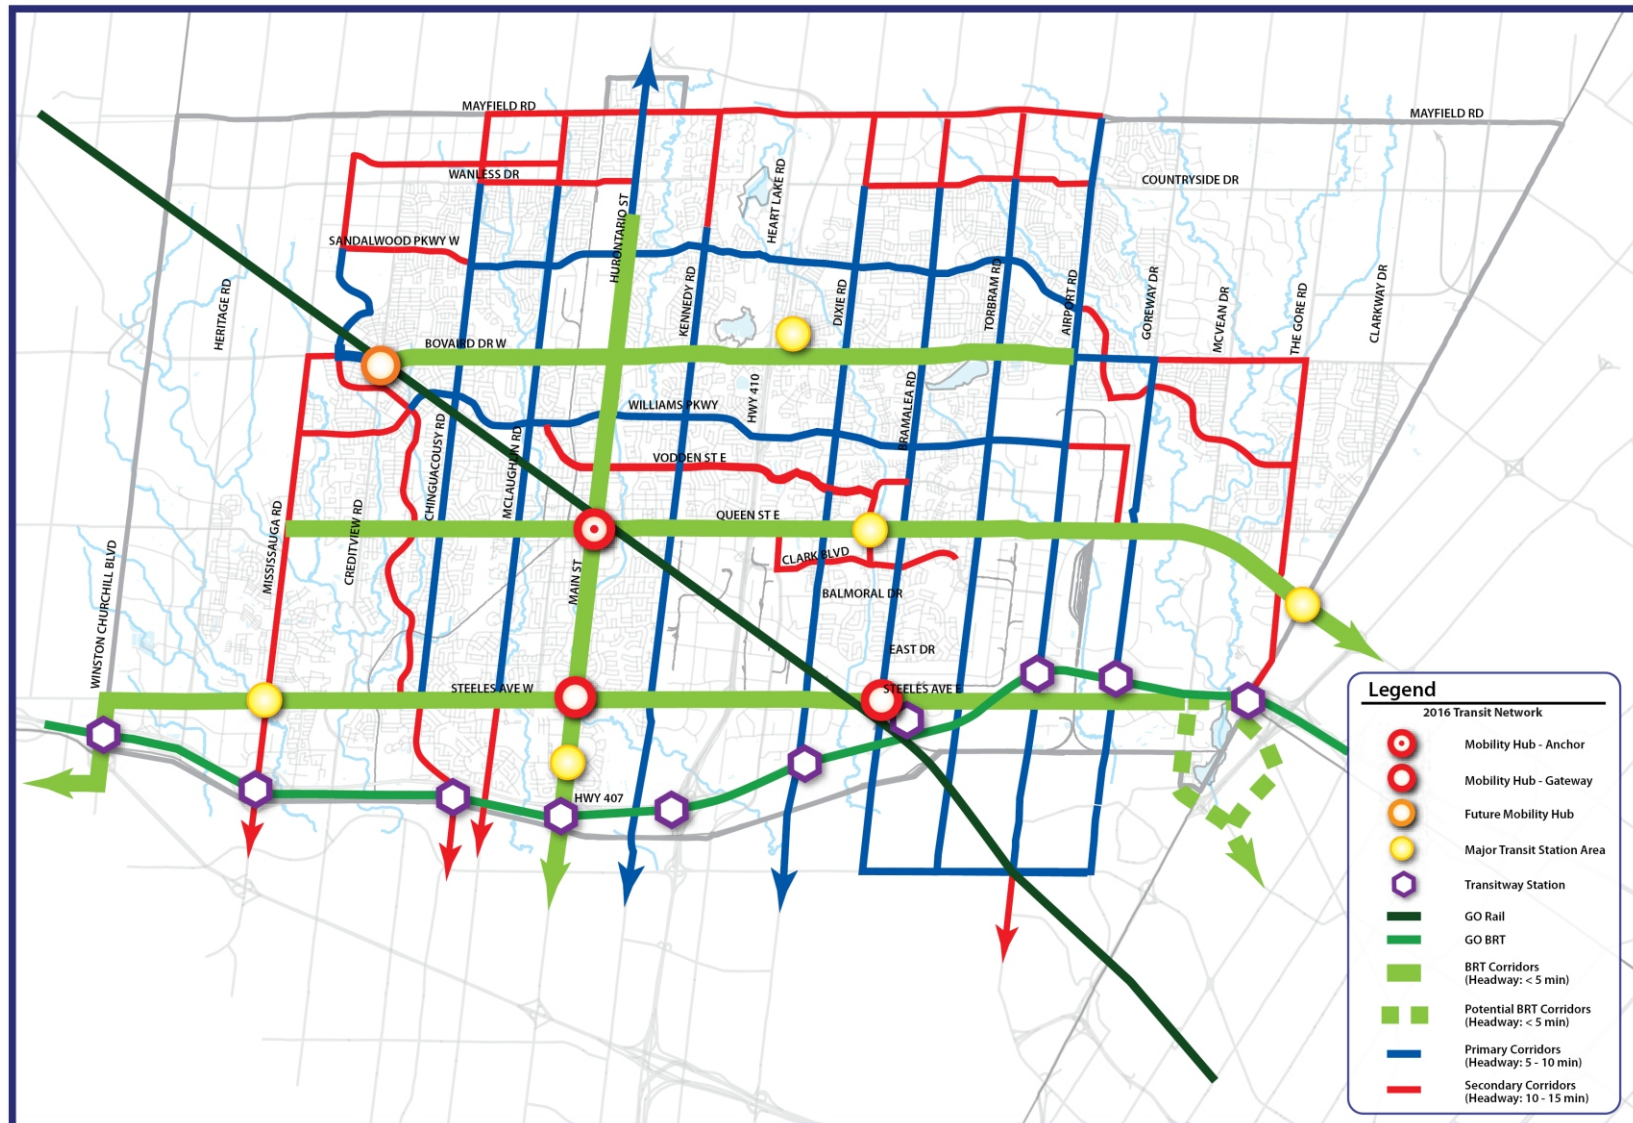 MAYFIELD RD
MAYFIELD RD
WANLESS DR
COUNTRYSIDE DR
HEART LAKE RD
HURONTARIO ST
SANDALWOOD PKWY W
HERITAGE RD
KENNEDY RD
DIXIE RD
TORBRAM RD
AIRPORT RD
GOREWAY DR
MCVEAN DR
THE GORE RD
CLARKWAY DR
BOVAIRD DR W
HWY 410
WILLIAMS PKWY
BRAMALEA RD
CHINGUACOUSY RD
MCLAUGHLIN RD
VODDEN ST E
MISSISSAUGA RD
CREDITVIEW RD
QUEEN ST E
WINSTON CHURCHILL BLVD
MAIN ST
CLARK BLVD
BALMORAL DR
EAST DR
STEELES AVE W
STEELES AVE E
HWY 407
Legend
2016 Transit Network
Mobility Hub - Anchor
Mobility Hub - Gateway
Future Mobility Hub
Major Transit Station Area
Transitway Station
GO Rail
GO BRT
BRT Corridors
(Headway: < 5 min)
Potential BRT Corridors
(Headway: < 5 min)
Primary Corridors
(Headway: 5 - 10 min)
Secondary Corridors
(Headway: 10 - 15 min)